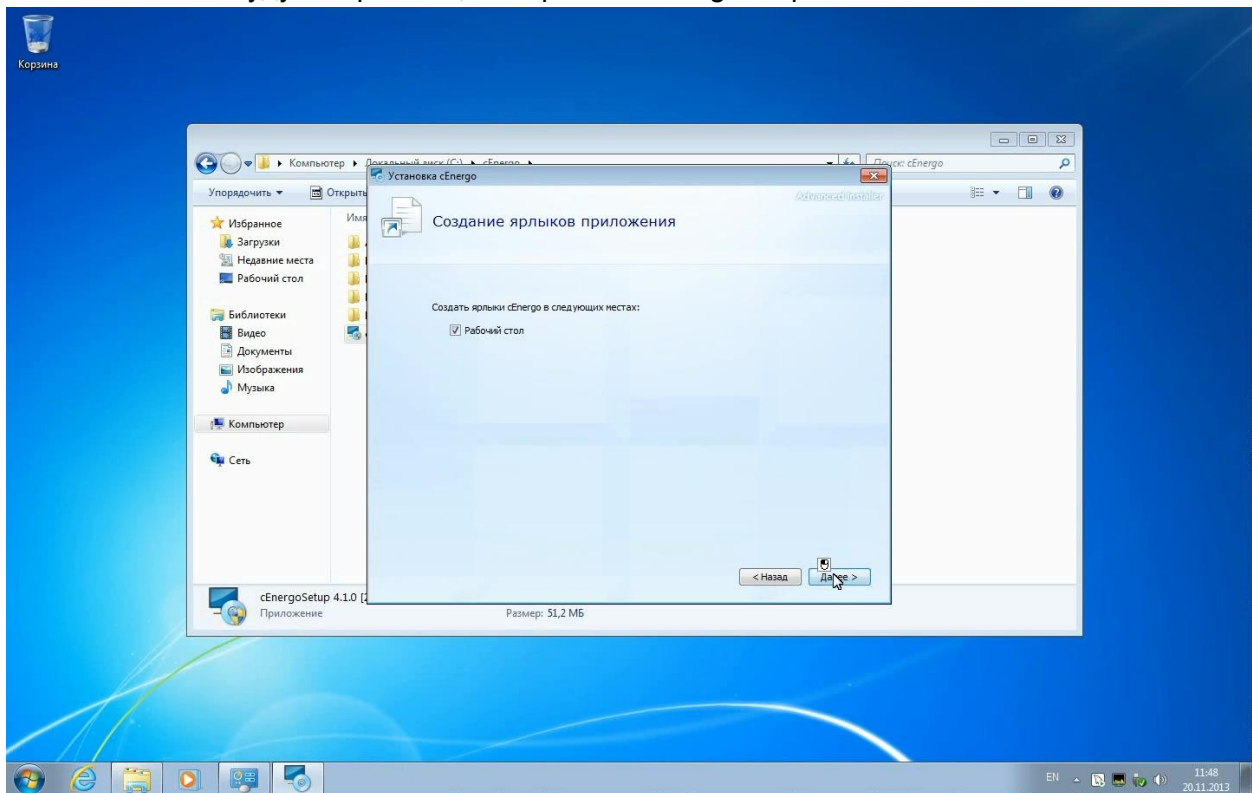 Корзина
Компьютер ▸ Локальный диск (C:) ▸ cEnergo ▸
Поиск: cEnergo
Установка cEnergo
Упорядочить
Открыть
Advanced Installer
Создание ярлыков приложения
Имя
Избранное
Загрузки
Недавние места
Рабочий стол
Создать ярлыки cEnergo в следующих местах:
Рабочий стол
Библиотеки
Видео
Документы
Изображения
Музыка
Компьютер
Сеть
< Назад
Далее >
cEnergoSetup 4.1.0
Приложение
Размер: 51,2 МБ
EN
11:48
20.11.2013